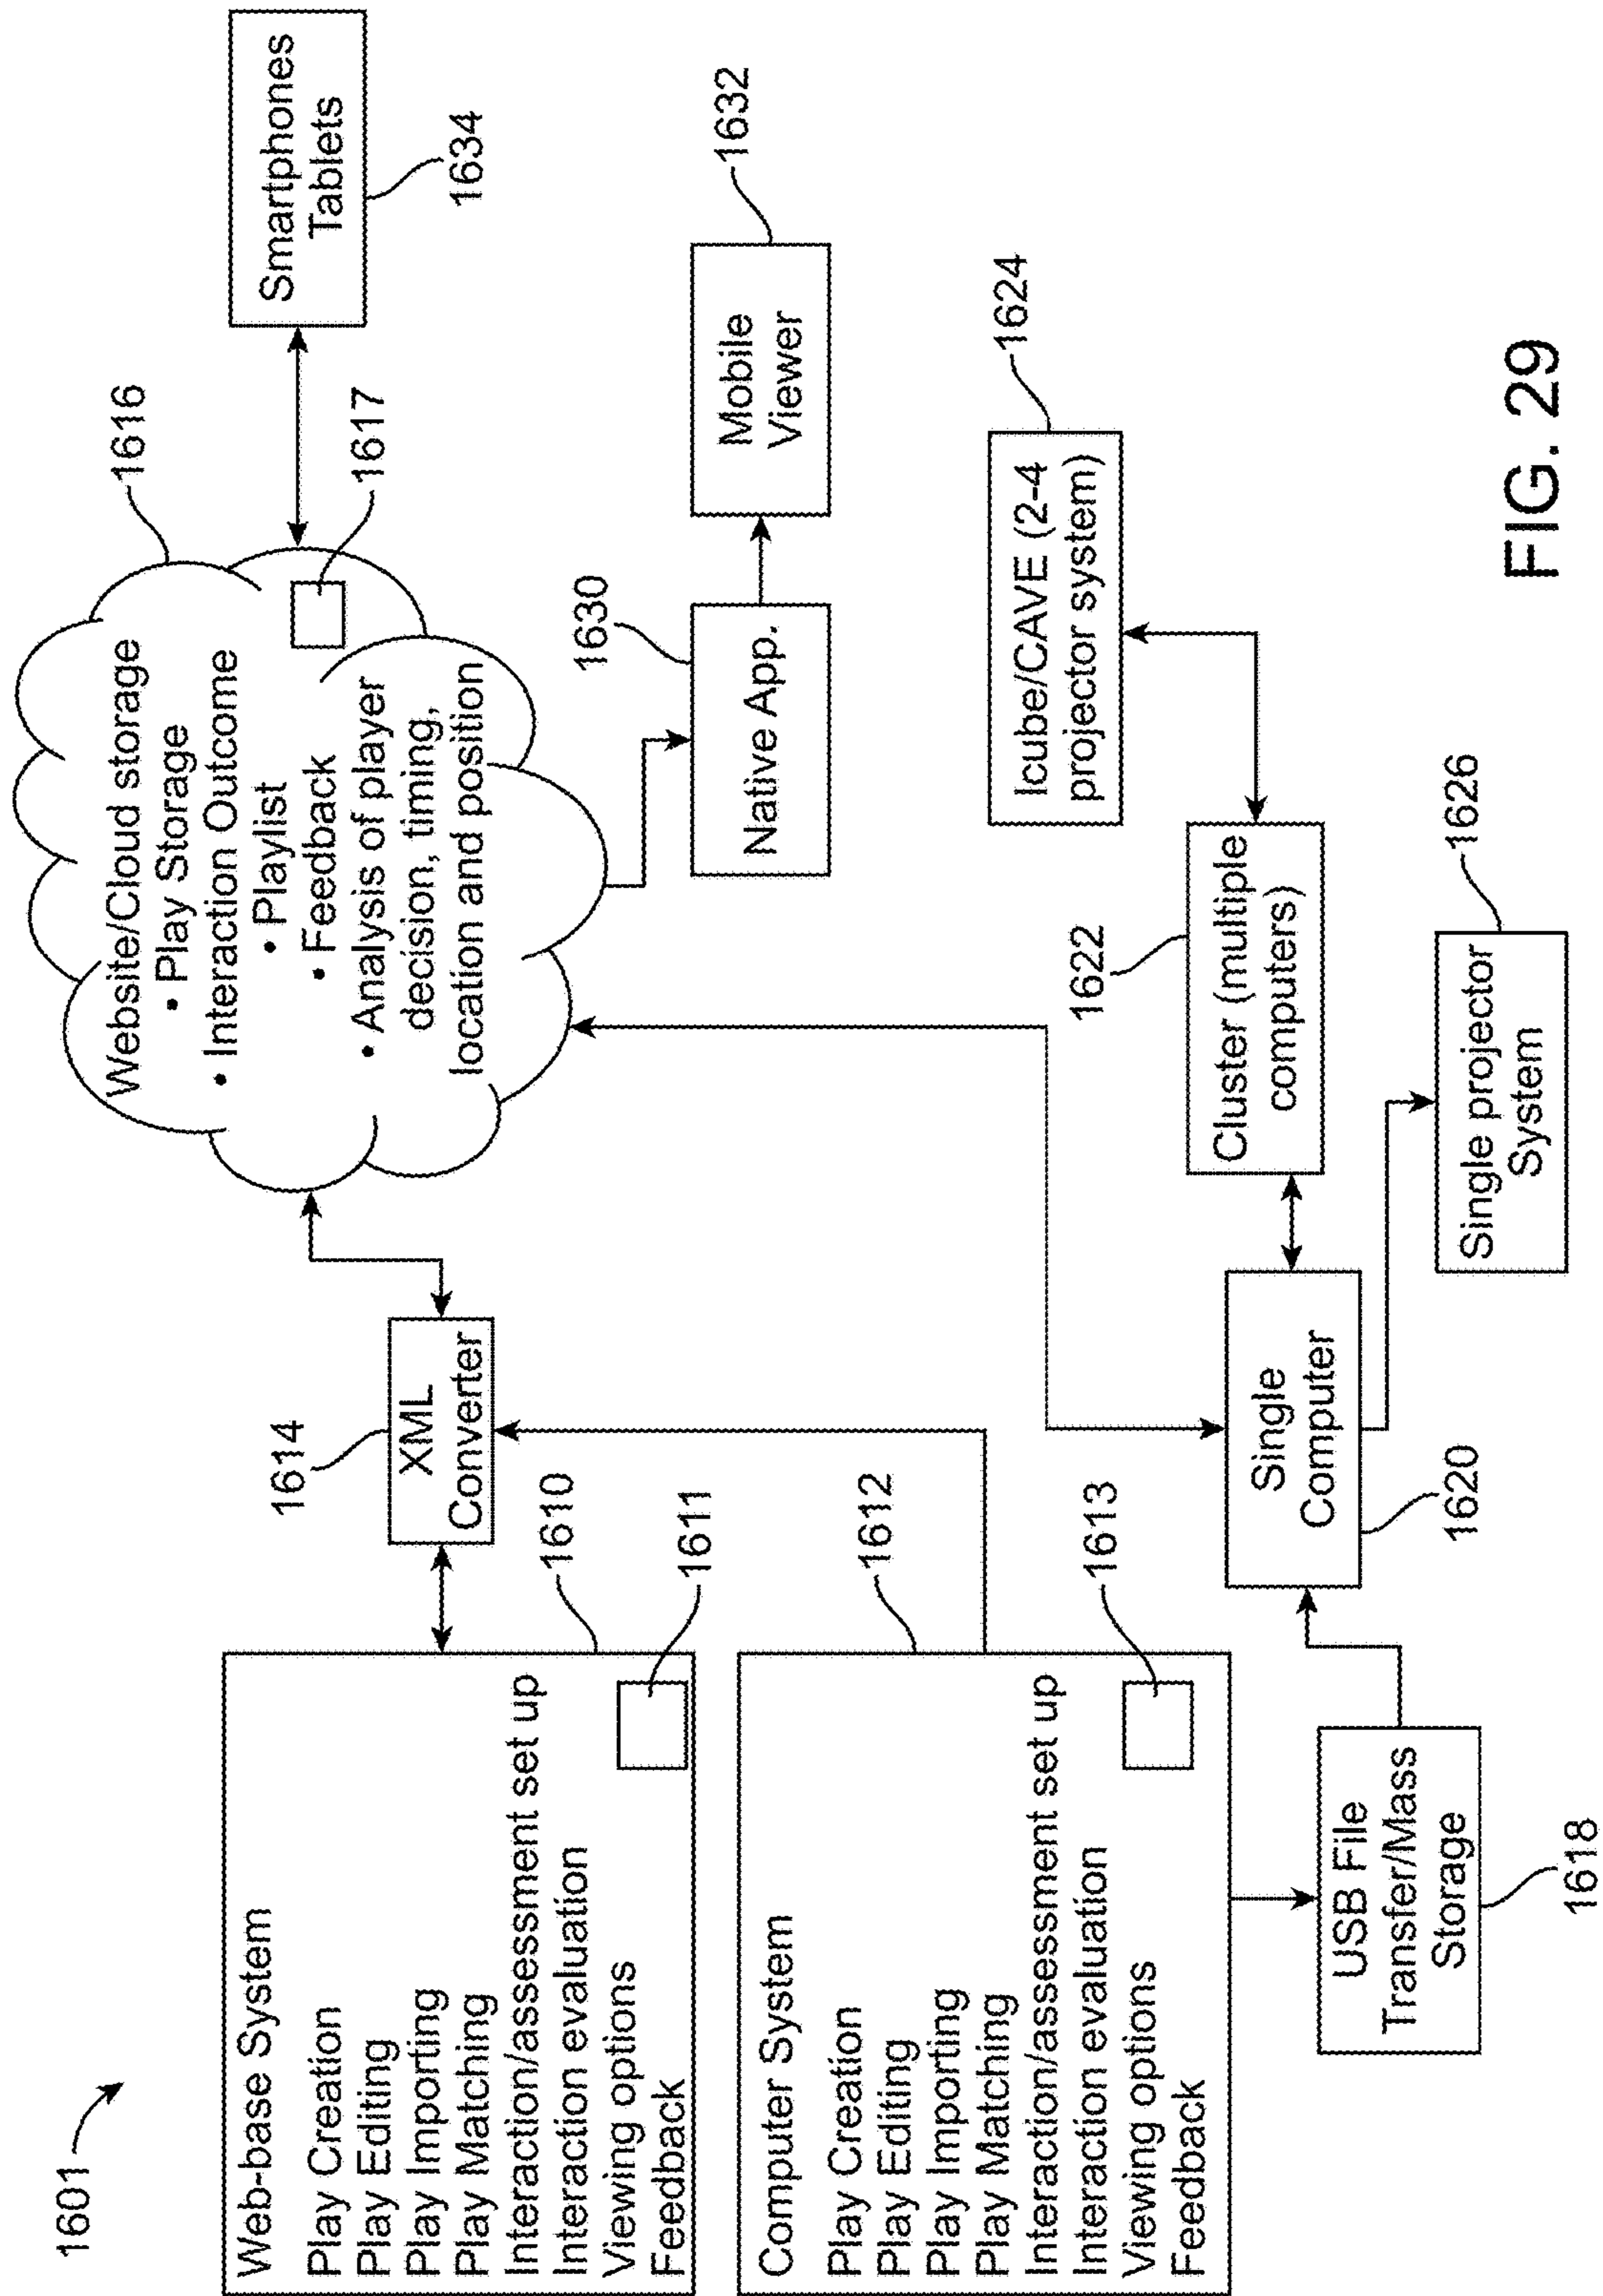 1601
Web-base System
Play Creation
Play Editing
Play Importing
Play Matching
Interaction/assessment set up
Interaction evaluation
Viewing options
Feedback
1610
1611
Computer System
Play Creation
Play Editing
Play Importing
Play Matching
Interaction/assessment set up
Interaction evaluation
Viewing options
Feedback
1612
1613
1614
XML
Converter
Website/Cloud storage
• Play Storage
• Interaction Outcome
• Playlist
• Feedback
• Analysis of player
decision, timing,
location and position
1616
1617
Smartphones
Tablets
1634
1630
Native App.
Mobile
Viewer
1632
USB File
Transfer/Mass
Storage
1618
Single
Computer
1620
1622
Cluster (multiple
computers)
Icube/CAVE (2-4
projector system)
1624
Single projector
System
1626
FIG. 29